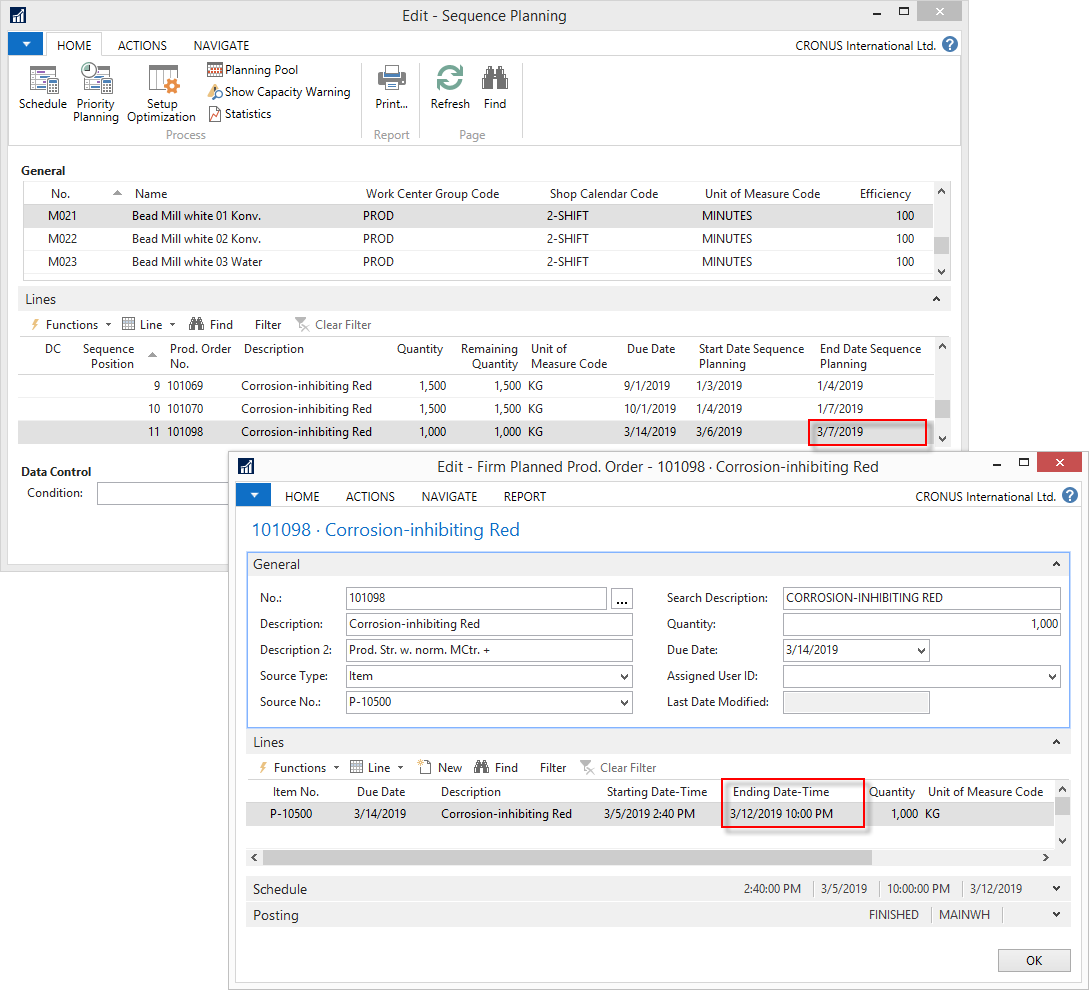 Edit - Sequence Planning
HOME ACTIONS NAVIGATE CRONUS International Ltd. ?
Schedule
Priority Planning
Setup Optimization
Planning Pool
Show Capacity Warning
Statistics
Process
Print...
Report
Refresh
Find
Page
General
No. Name Work Center Group Code Shop Calendar Code Unit of Measure Code Efficiency
M021 Bead Mill white 01 Konv. PROD 2-SHIFT MINUTES 100
M022 Bead Mill white 02 Konv. PROD 2-SHIFT MINUTES 100
M023 Bead Mill white 03 Water PROD 2-SHIFT MINUTES 100
Lines
Functions Line Find Filter Clear Filter
DC Sequence Position Prod. Order No. Description Quantity Remaining Quantity Unit of Measure Code Due Date Start Date Sequence Planning End Date Sequence Planning
9 101069 Corrosion-inhibiting Red 1,500 1,500 KG 9/1/2019 1/3/2019 1/4/2019
10 101070 Corrosion-inhibiting Red 1,500 1,500 KG 10/1/2019 1/4/2019 1/7/2019
11 101098 Corrosion-inhibiting Red 1,000 1,000 KG 3/14/2019 3/6/2019 3/7/2019
Data Control
Condition:
Edit - Firm Planned Prod. Order - 101098 · Corrosion-inhibiting Red
HOME ACTIONS NAVIGATE REPORT CRONUS International Ltd. ?
101098 · Corrosion-inhibiting Red
General
No.: 101098 ...
Description: Corrosion-inhibiting Red
Description 2: Prod. Str. w. norm. MCtr. +
Source Type: Item
Source No.: P-10500
Search Description: CORROSION-INHIBITING RED
Quantity: 1,000
Due Date: 3/14/2019
Assigned User ID:
Last Date Modified:
Lines
Functions Line New Find Filter Clear Filter
Item No. Due Date Description Starting Date-Time Ending Date-Time Quantity Unit of Measure Code
P-10500 3/14/2019 Corrosion-inhibiting Red 3/5/2019 2:40 PM 3/12/2019 10:00 PM 1,000 KG
Schedule 2:40:00 PM 3/5/2019 10:00:00 PM 3/12/2019
Posting FINISHED MAINWH
OK